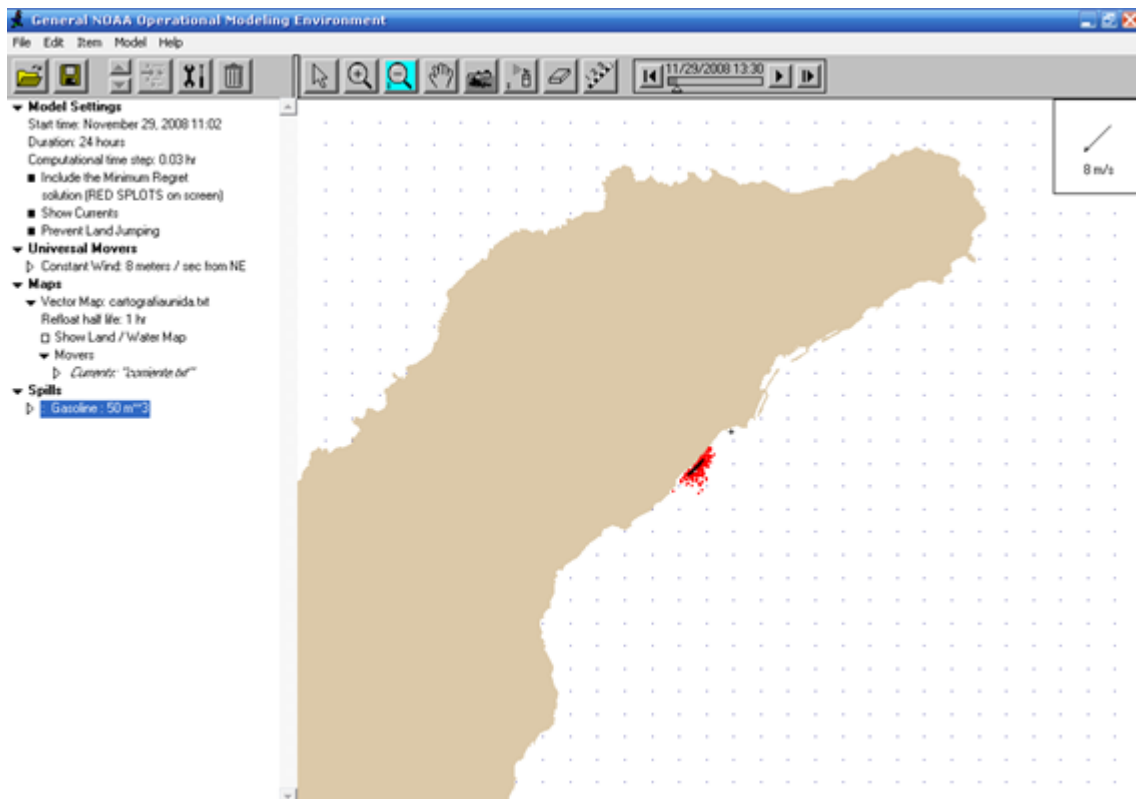 General NOAA Operational Modeling Environment
File Edit Item Model Help
11/29/2008 13:30
Model Settings
Start time: November 29, 2008 11:02
Duration: 24 hours
Computational time step: 0.03 hr
Include the Minimum Regret
solution (RED SPLOTS on screen)
Show Currents
Prevent Land Jumping
Universal Movers
Constant Wind: 8 meters / sec from NE
Maps
Vector Map: cartografiaunida.txt
Refloat half life: 1 hr
Show Land / Water Map
Movers
Currents: "corriente.txt"
Spills
: Gasoline : 50 m**3
8 m/s